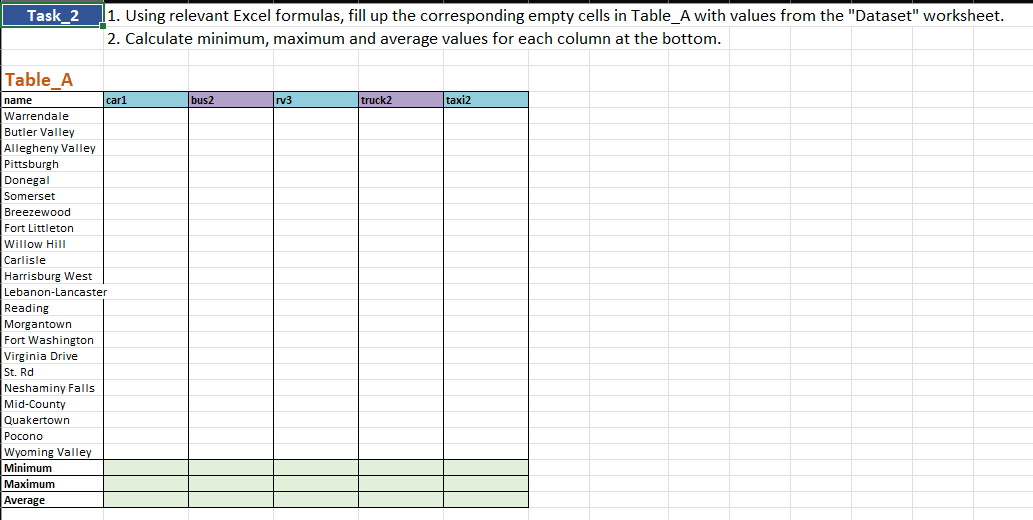 Task_2 1. Using relevant Excel formulas, fill up the corresponding empty cells in Table_A with values from the "Dataset" worksheet.
2. Calculate minimum, maximum and average values for each column at the bottom.
Table_A
name car1 bus2 rv3 truck2 taxi2
Warrendale
Butler Valley
Allegheny Valley
Pittsburgh
Donegal
Somerset
Breezewood
Fort Littleton
Willow Hill
Carlisle
Harrisburg West
Lebanon-Lancaster
Reading
Morgantown
Fort Washington
Virginia Drive
St. Rd
Neshaminy Falls
Mid-County
Quakertown
Pocono
Wyoming Valley
Minimum
Maximum
Average